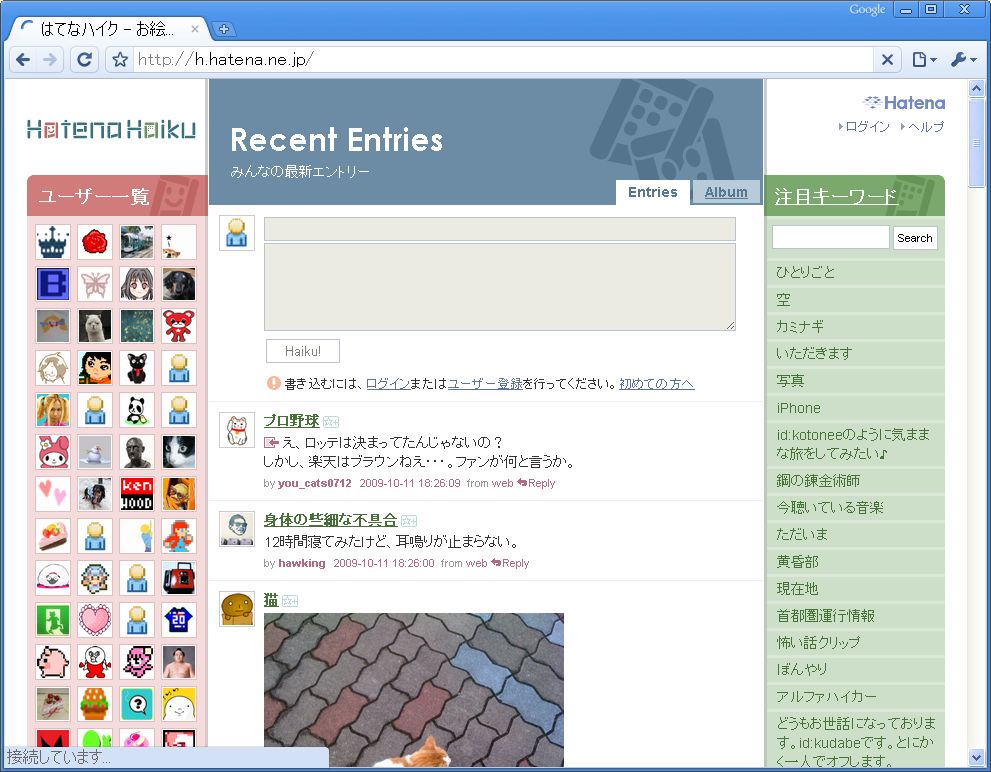 Google
はてなハイク - お絵...
http://h.hatena.ne.jp/
Hatena Haiku
Recent Entries
みんなの最新エントリー
Entries
Album
Hatena
ログイン
ヘルプ
ユーザー一覧
ken
WOOD
20
Haiku!
書き込むには、ログインまたはユーザー登録を行ってください。初めての方へ
プロ野球
え、ロッテは決まってたんじゃないの？
しかし、楽天はブラウンねえ・・・。ファンが何と言うか。
by you_cats0712 2009-10-11 18:26:09 from web Reply
身体の些細な不具合
12時間寝てみたけど、耳鳴りが止まらない。
by hawking 2009-10-11 18:26:00 from web Reply
猫
注目キーワード
Search
ひとりごと
空
カミナギ
いただきます
写真
iPhone
id:kotoneeのように気まま
な旅をしてみたい♪
鋼の錬金術師
今聴いている音楽
ただいま
黄昏部
現在地
首都圏運行情報
怖い話クリップ
ぼんやり
アルファハイカー
どうもお世話になっておりま
す。id:kudabeです。とにか
く一人でオフします。
接続しています...